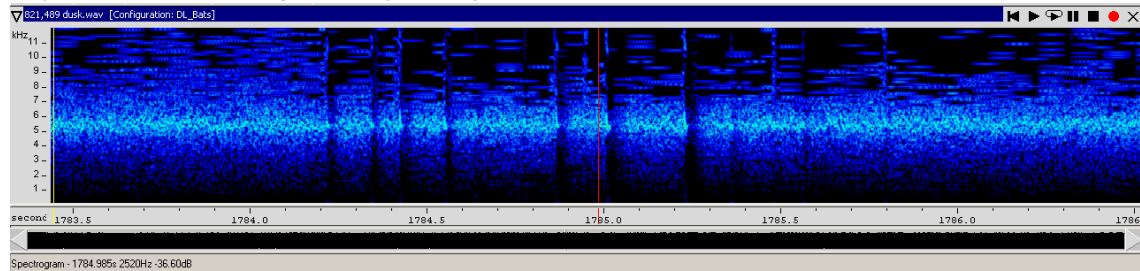 821,489 dusk.wav [Configuration: DL_Bats]
kHz
11
10
9
8
7
6
5
4
3
2
1
second 1783.5 1784.0 1784.5 1785.0 1785.5 1786.0 1786
Spectrogram - 1784.985s 2520Hz -36.60dB